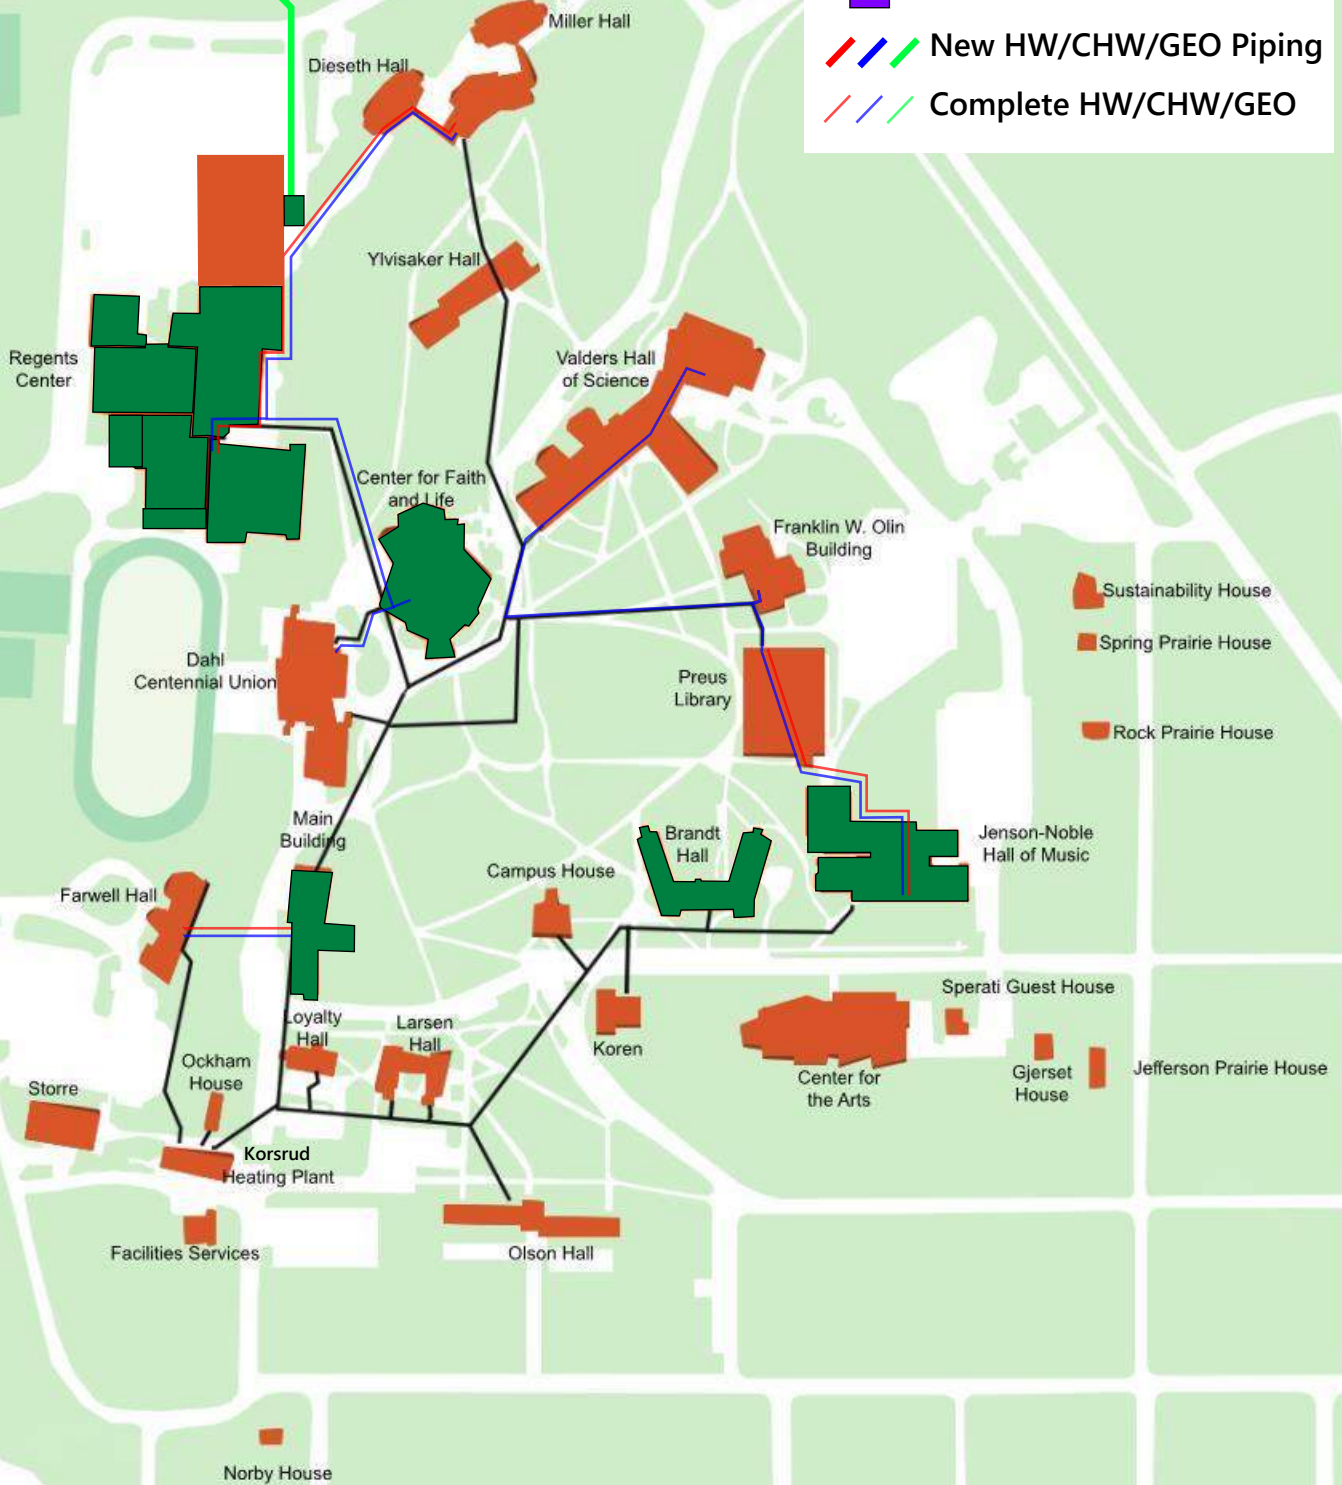 Miller Hall
New HW/CHW/GEO Piping
Dieseth Hall
Complete HW/CHW/GEO
Ylvisaker Hall
Regents
Center
Valders Hall
of Science
Center for Faith
and Life
Franklin W. Olin
Building
Sustainability House
Spring Prairie House
Dahl
Centennial Union
Preus
Library
Rock Prairie House
Main
Building
Brandt
Hall
Jenson-Noble
Hall of Music
Campus House
Farwell Hall
Sperati Guest House
Loyalty
Hall
Larsen
Hall
Koren
Ockham
House
Center for
the Arts
Gjerset
House
Jefferson Prairie House
Storre
Korsrud
Heating Plant
Facilities Services
Olson Hall
Norby House